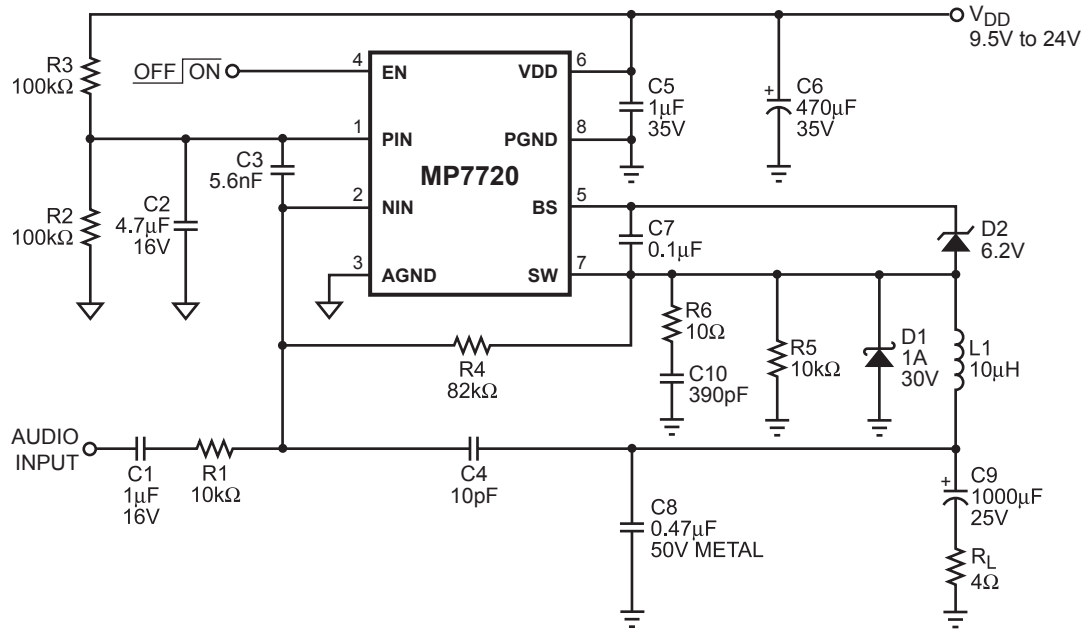 VDD
9.5V to 24V
R3
100kΩ
OFF ON
4
EN
VDD
6
C5
1µF
35V
+
C6
470µF
35V
1
PIN
PGND
8
C3
5.6nF
MP7720
R2
100kΩ
C2
4.7µF
16V
2
NIN
BS
5
C7
0.1µF
D2
6.2V
3
AGND
SW
7
R6
10Ω
R4
82kΩ
C10
390pF
R5
10kΩ
D1
1A
30V
L1
10µH
AUDIO
INPUT
C1
1µF
16V
R1
10kΩ
C4
10pF
C8
0.47µF
50V METAL
+
C9
1000µF
25V
RL
4Ω